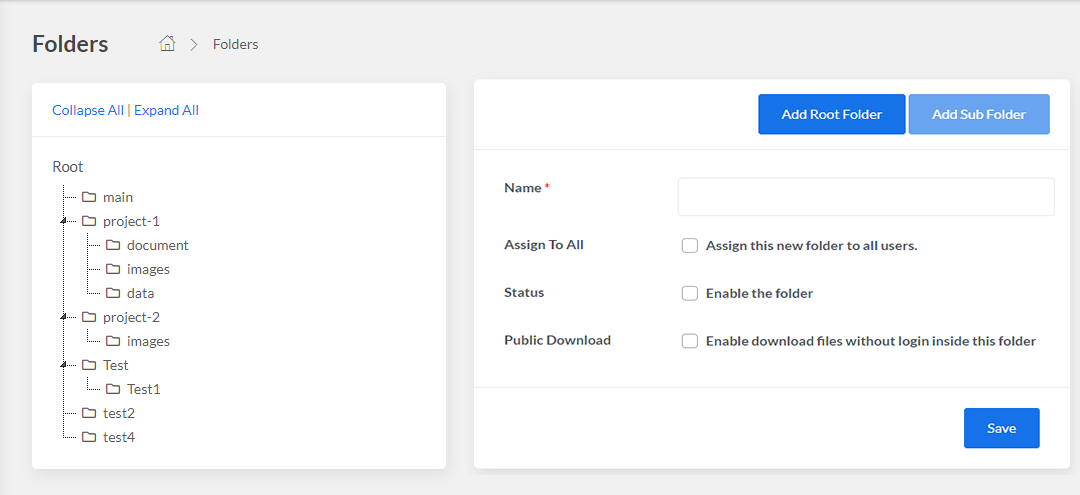 Folders
Folders
Collapse All | Expand All
Root
main
project-1
document
images
data
project-2
images
Test
Test1
test2
test4
Add Root Folder
Add Sub Folder
Name *
Assign To All
Assign this new folder to all users.
Status
Enable the folder
Public Download
Enable download files without login inside this folder
Save